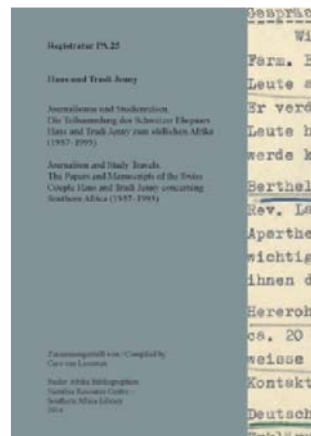 Registratur PA.25
Hans und Trudi Jenny
Journalismus und Studienreisen.
Die Teilsammlung des Schweizer Ehepaars
Hans und Trudi Jenny zum südlichen Afrika
(1957-1995)
Journalism and Study Travels.
The Papers and Manuscripts of the Swiss
Couple Hans and Trudi Jenny concerning
Southern Africa (1957-1995)
Zusammengestellt von / Compiled by
Basler Afrika Bibliographien
Namibia Resource Centre -
Southern Africa Library
2014
Gespräc
Wi
Farm. E
Leute a
Er verd
Leute h
werde k
Berthel
Rev. La
Aparthe
wichtig
ihnen d
Hereroh
ca. 20
weisse
Kontakt
Deutsch